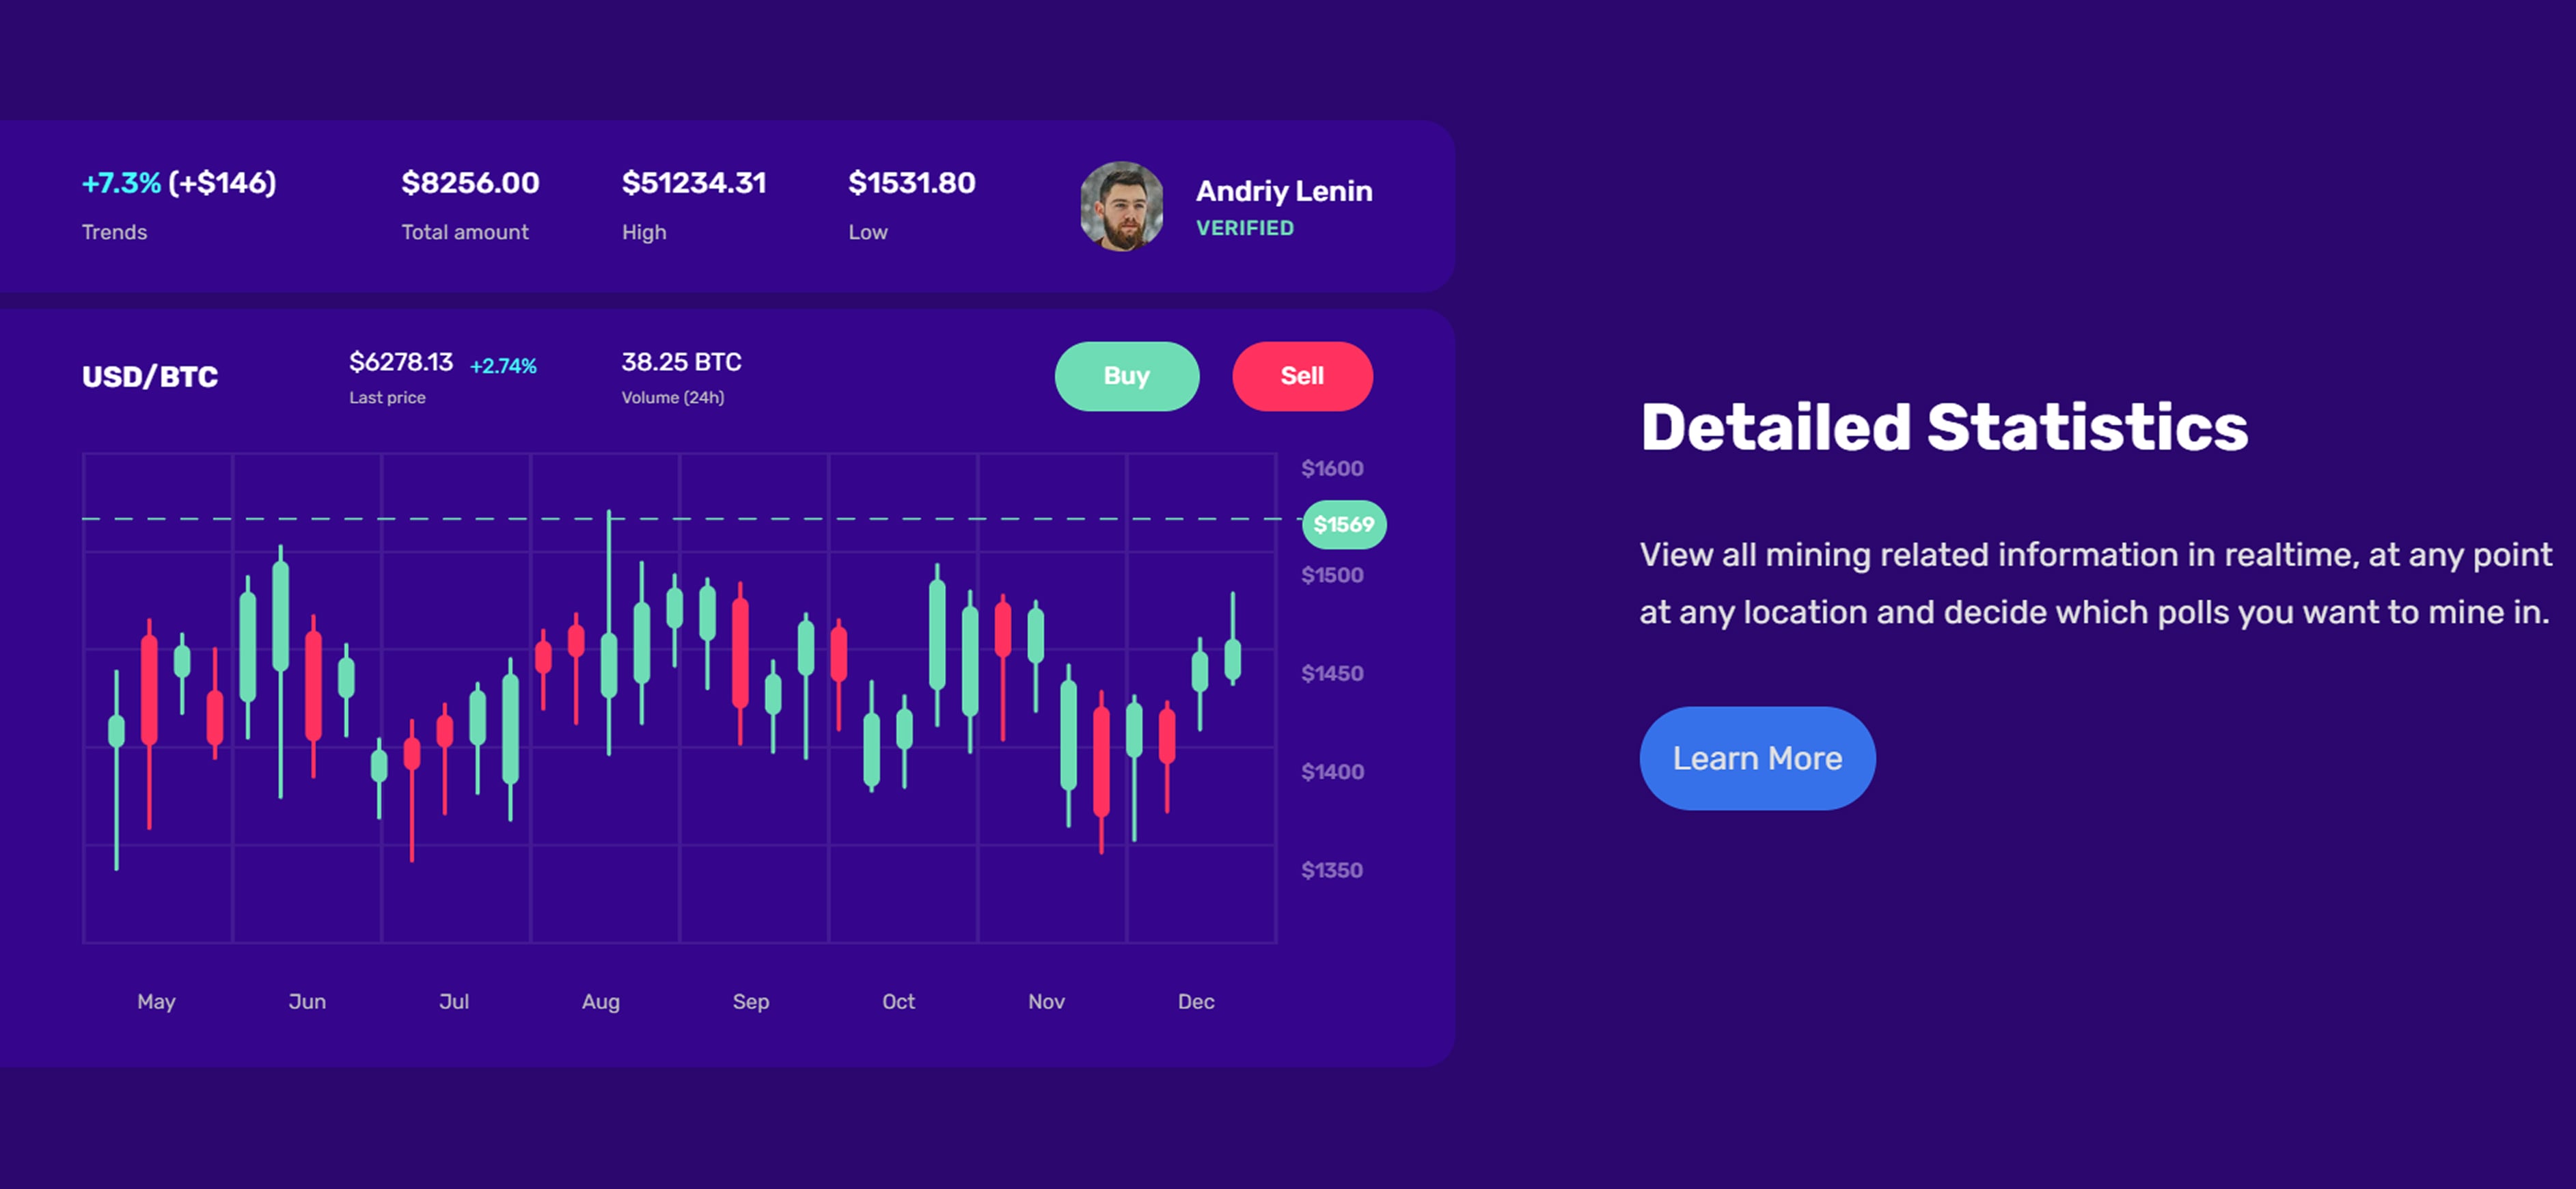 +7.3% (+$146)
Trends
$8256.00
Total amount
$51234.31
High
$1531.80
Low
Andriy Lenin
VERIFIED
USD/BTC
$6278.13 +2.74%
Last price
38.25 BTC
Volume (24h)
Buy
Sell
$1600
$1569
$1500
$1450
$1400
$1350
May Jun Jul Aug Sep Oct Nov Dec
Detailed Statistics
View all mining related information in realtime, at any point
at any location and decide which polls you want to mine in.
Learn More